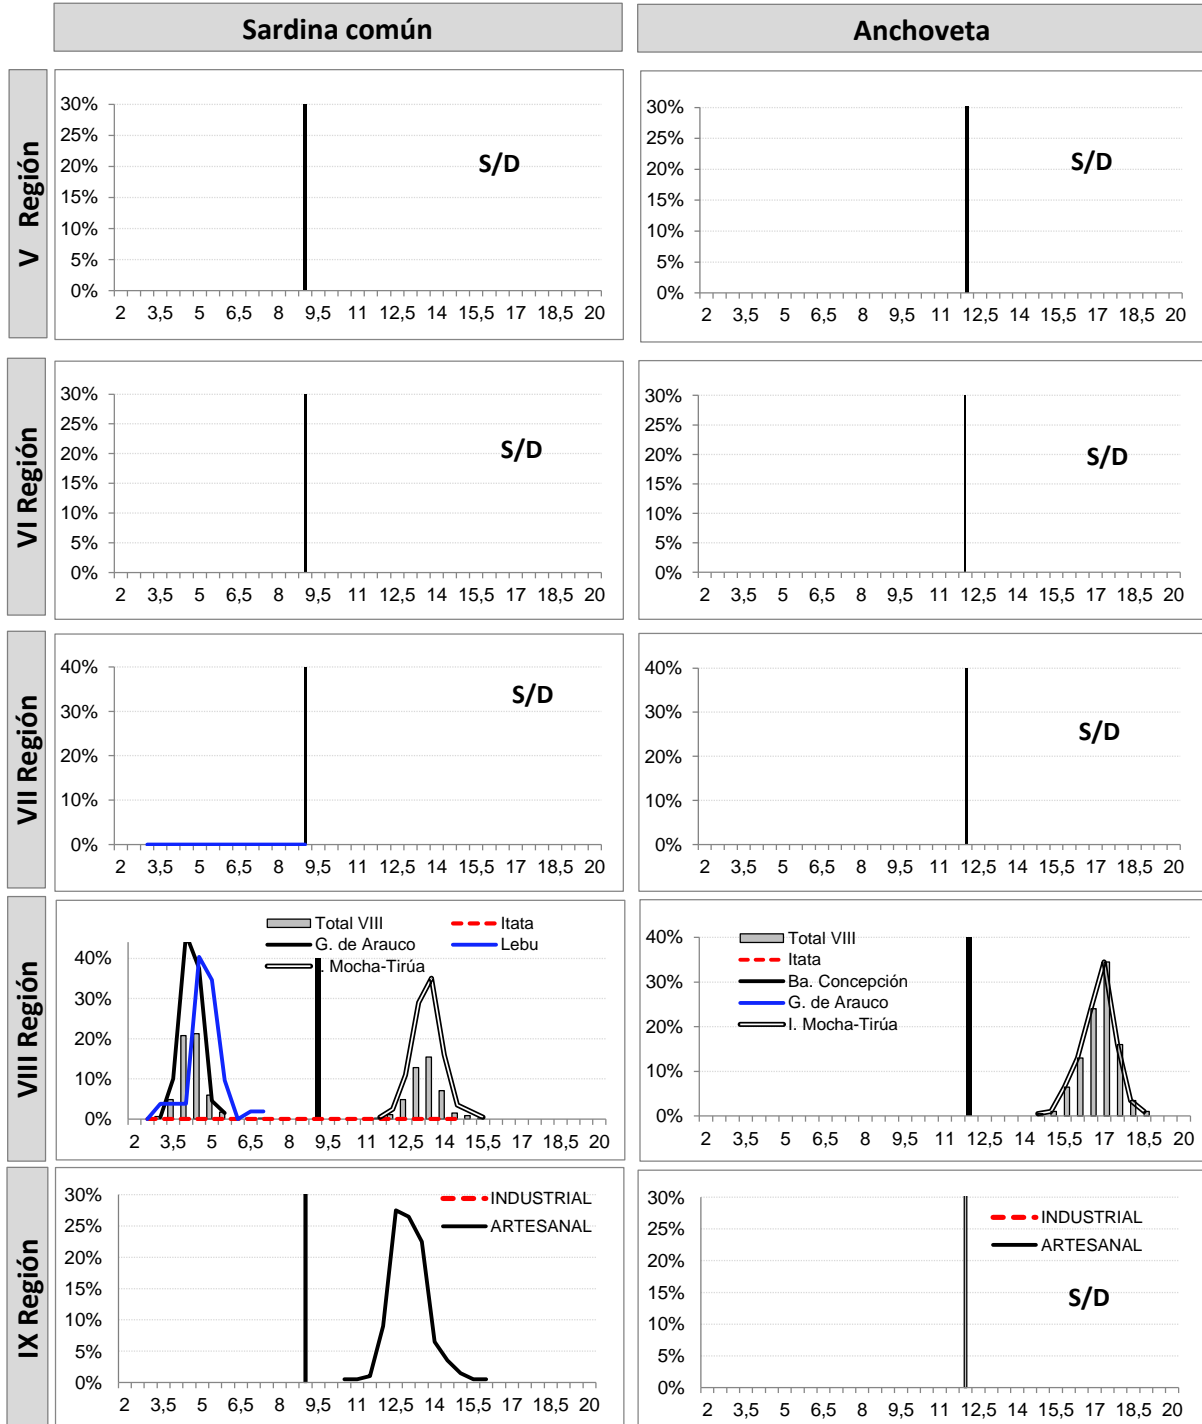 Sardina común
Anchoveta
V Región
30%
25%
20%
15%
10%
5%
0%
S/D
2 3,5 5 6,5 8 9,5 11 12,5 14 15,5 17 18,5 20
30%
25%
20%
15%
10%
5%
0%
S/D
2 3,5 5 6,5 8 9,5 11 12,5 14 15,5 17 18,5 20
VI Región
30%
25%
20%
15%
10%
5%
0%
S/D
2 3,5 5 6,5 8 9,5 11 12,5 14 15,5 17 18,5 20
30%
25%
20%
15%
10%
5%
0%
S/D
2 3,5 5 6,5 8 9,5 11 12,5 14 15,5 17 18,5 20
VII Región
40%
30%
20%
10%
0%
S/D
2 3,5 5 6,5 8 9,5 11 12,5 14 15,5 17 18,5 20
40%
30%
20%
10%
0%
S/D
2 3,5 5 6,5 8 9,5 11 12,5 14 15,5 17 18,5 20
VIII Región
Total VIII
Itata
G. de Arauco
Lebu
. Mocha-Tirúa
40%
30%
20%
10%
0%
2 3,5 5 6,5 8 9,5 11 12,5 14 15,5 17 18,5 20
Total VIII
Itata
Ba. Concepción
G. de Arauco
I. Mocha-Tirúa
40%
30%
20%
10%
0%
2 3,5 5 6,5 8 9,5 11 12,5 14 15,5 17 18,5 20
IX Región
INDUSTRIAL
ARTESANAL
30%
25%
20%
15%
10%
5%
0%
2 3,5 5 6,5 8 9,5 11 12,5 14 15,5 17 18,5 20
INDUSTRIAL
ARTESANAL
30%
25%
20%
15%
10%
5%
0%
S/D
2 3,5 5 6,5 8 9,5 11 12,5 14 15,5 17 18,5 20